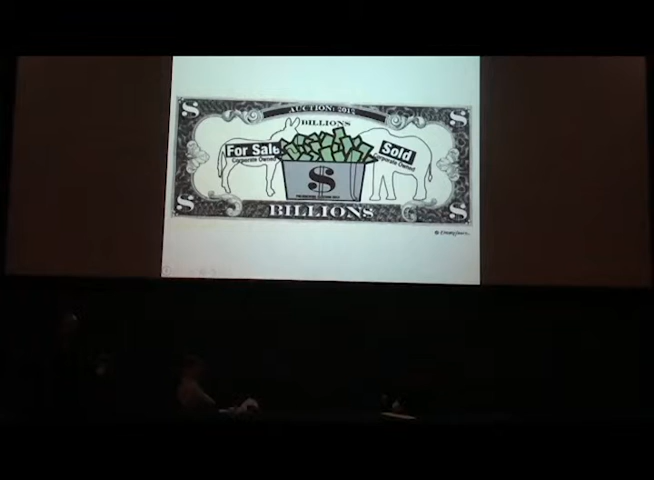 $ $
AUCTION: 201
BILLIONS
For Sale
Corporate Owned
Sold
Corporate Owned
$
$ $
BILLIONS